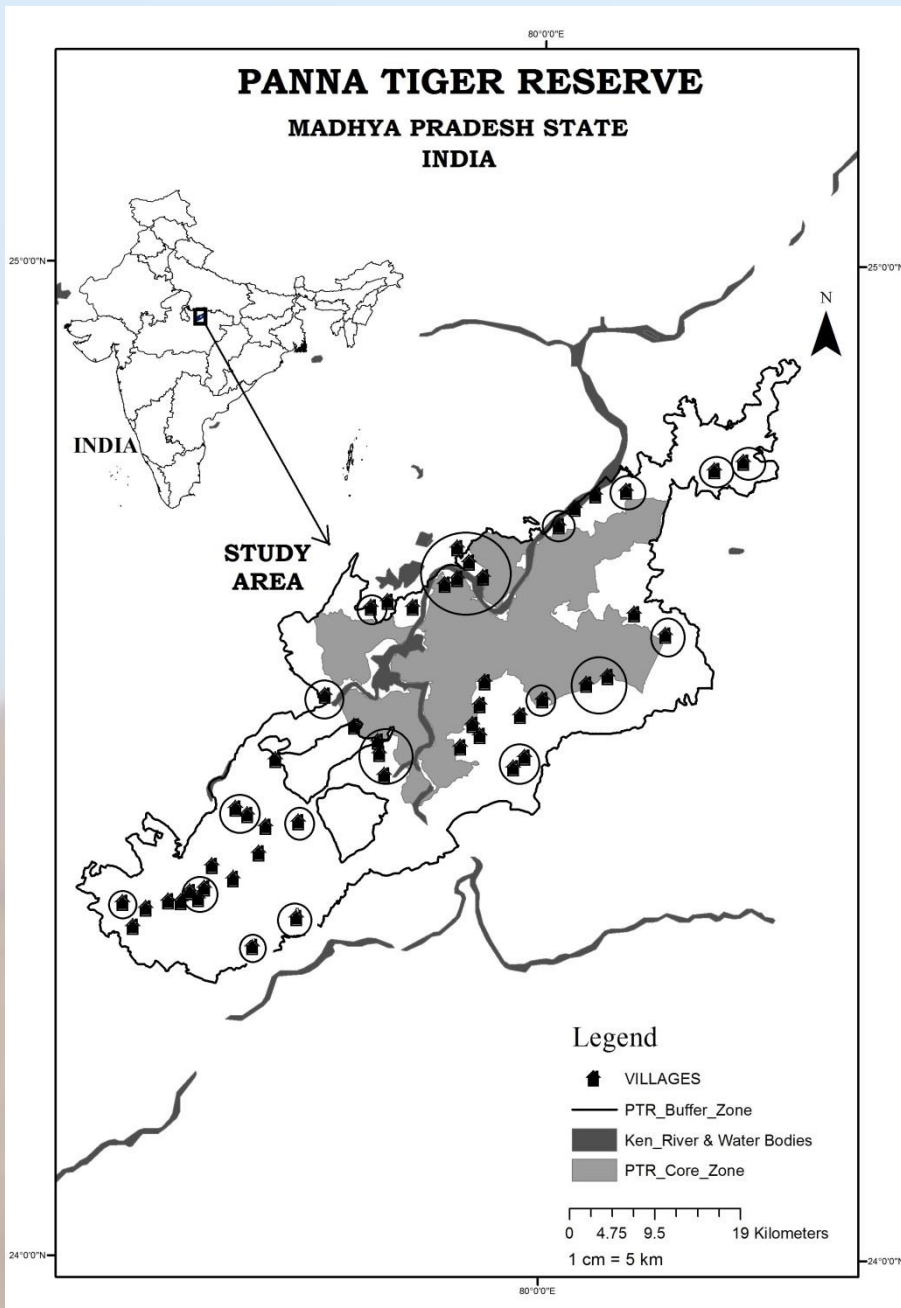 80°0'0"E
PANNA TIGER RESERVE
MADHYA PRADESH STATE
INDIA
25°0'0"N
25°0'0"N
N
INDIA
STUDY
AREA
Legend
VILLAGES
PTR_Buffer_Zone
Ken_River & Water Bodies
PTR_Core_Zone
0 4.75 9.5 19 Kilometers
1 cm = 5 km
24°0'0"N
24°0'0"N
80°0'0"E